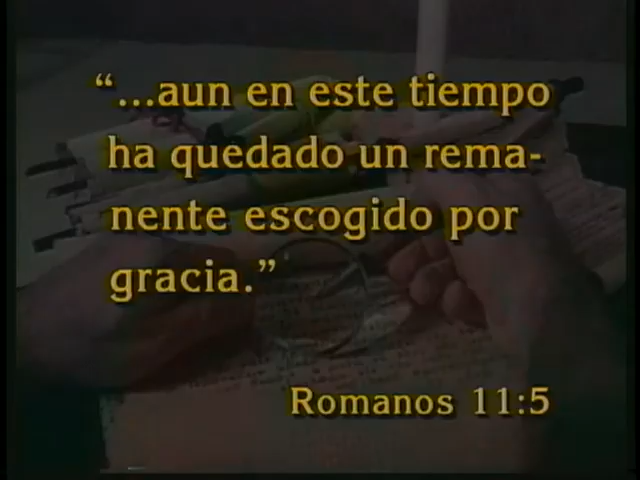 “...aun en este tiempo
ha quedado un rema-
nente escogido por
gracia.”
Romanos 11:5